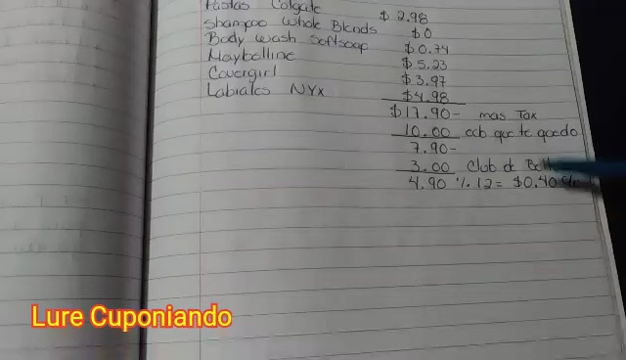 Pastas Colgate $ 2.98
Shampoo Whole Blends $0
Body Wash Softsoap $0.74
Maybelline $5.23
Covergirl $3.97
Labiales NYX $4.98
$17.90- mas Tax
10.00 ecb que te quedo
7.90-
3.00 Club de
4.90 % 12= $0.40
Lure Cuponiando